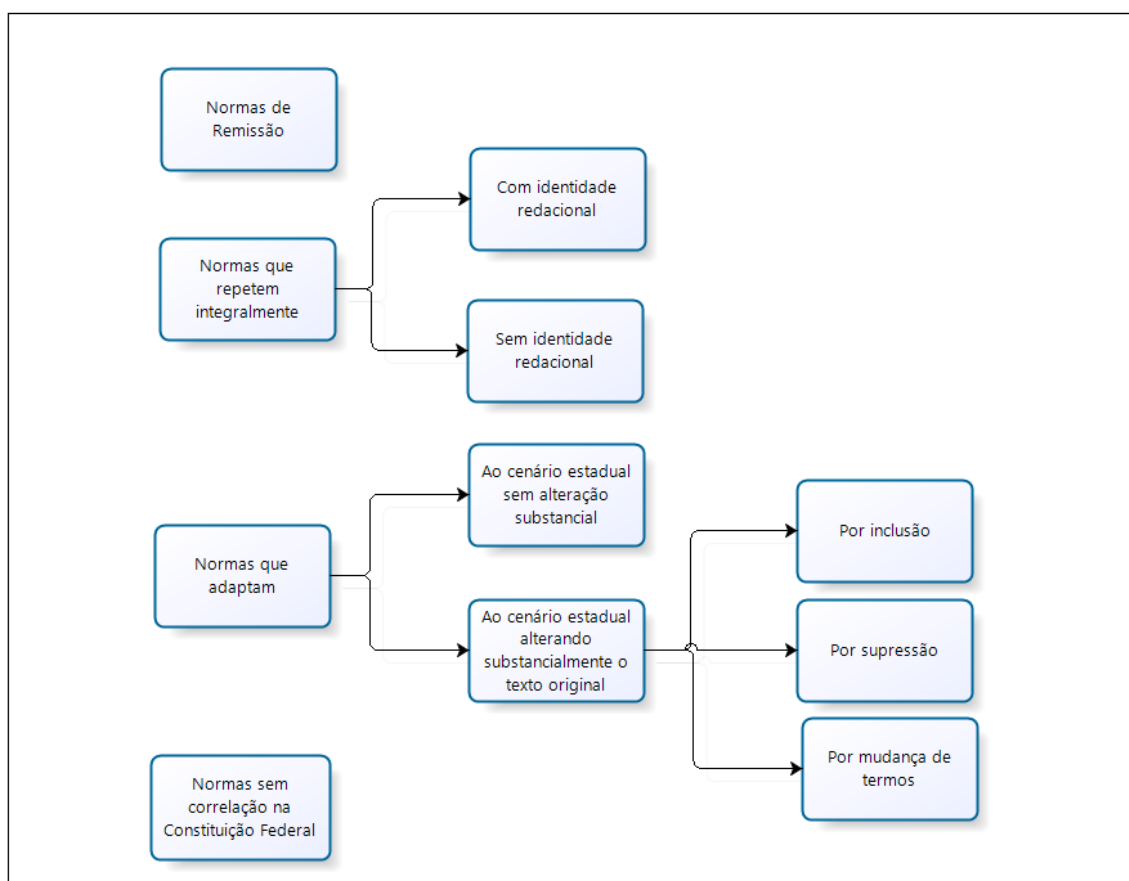 Normas de
Remissão
Com identidade
redacional
Normas que
repetem
integralmente
Sem identidade
redacional
Ao cenário estadual
sem alteração
substancial
Por inclusão
Normas que
adaptam
Ao cenário estadual
alterando
substancialmente o
texto original
Por supressão
Por mudança de
termos
Normas sem
correlação na
Constituição Federal